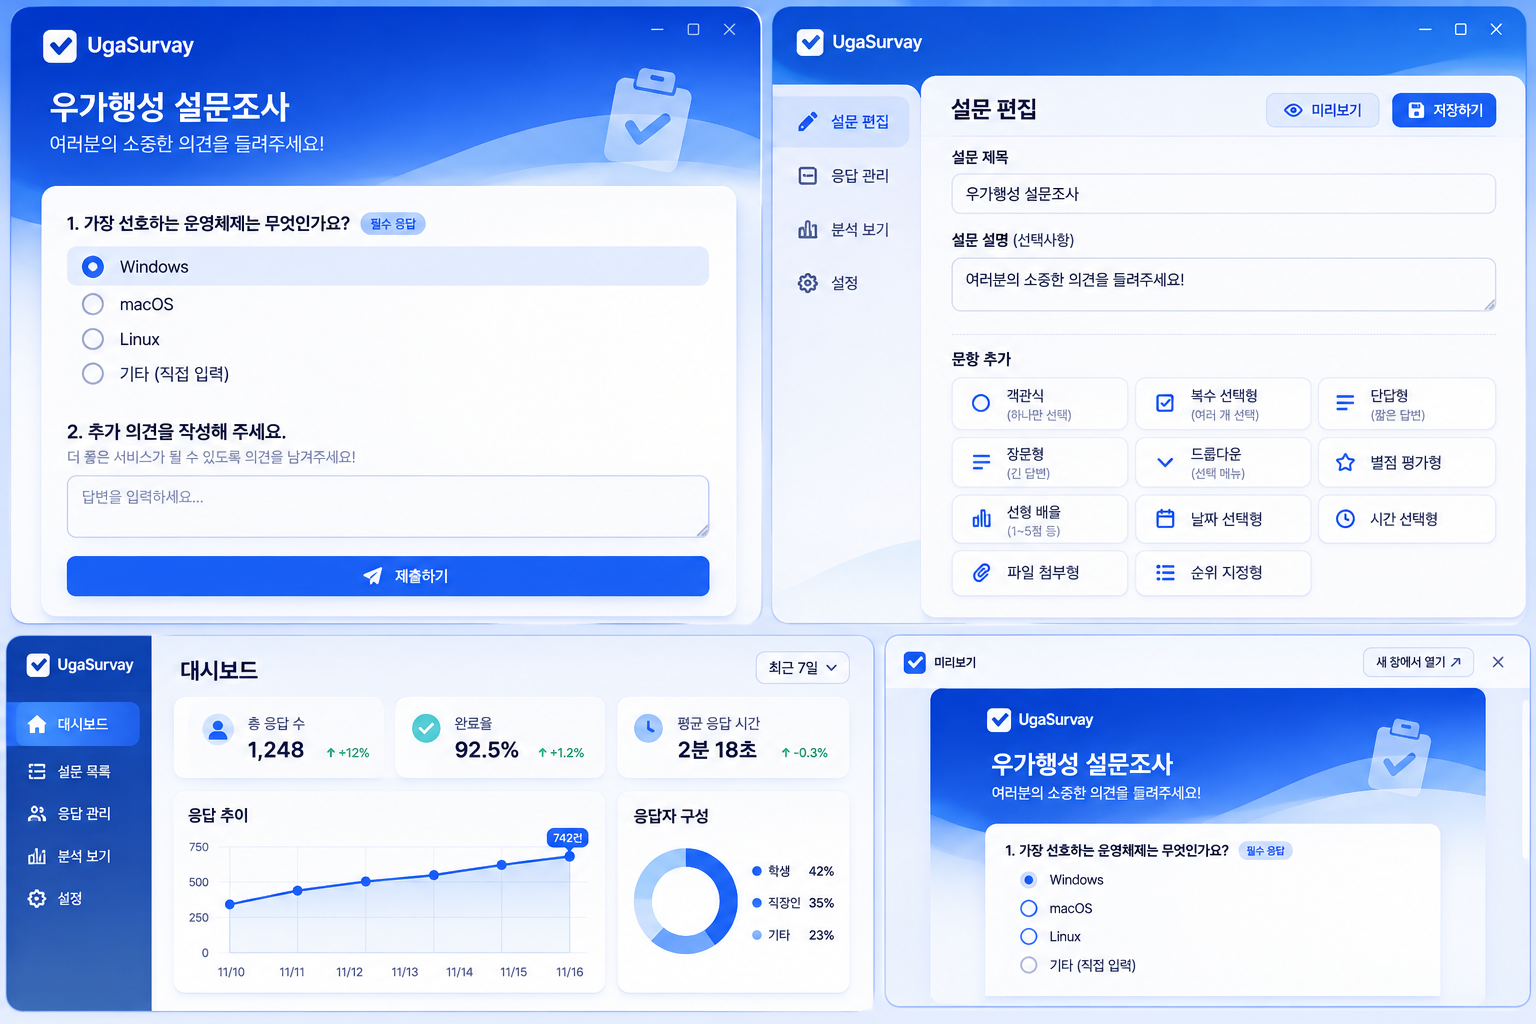 UgaSurvay
우가행성 설문조사
여러분의 소중한 의견을 들려주세요!
1. 가장 선호하는 운영체제는 무엇인가요? 필수 응답
Windows
macOS
Linux
기타 (직접 입력)
2. 추가 의견을 작성해 주세요.
더 좋은 서비스가 될 수 있도록 의견을 남겨주세요!
답변을 입력하세요...
제출하기
UgaSurvay
설문 편집
응답 관리
분석 보기
설정
설문 편집
미리보기
저장하기
설문 제목
우가행성 설문조사
설문 설명 (선택사항)
여러분의 소중한 의견을 들려주세요!
문항 추가
객관식
(하나만 선택)
복수 선택형
(여러 개 선택)
단답형
(짧은 답변)
장문형
(긴 답변)
드롭다운
(선택 메뉴)
별점 평가형
선형 배율
(1~5점 등)
날짜 선택형
시간 선택형
파일 첨부형
순위 지정형
UgaSurvay
대시보드
설문 목록
응답 관리
분석 보기
설정
대시보드
최근 7일
총 응답 수
1,248 +12%
완료율
92.5% +1.2%
평균 응답 시간
2분 18초 -0.3%
응답 추이
742건
750
500
250
0
11/10 11/11 11/12 11/13 11/14 11/15 11/16
응답자 구성
학생 42%
직장인 35%
기타 23%
미리보기
새 창에서 열기
UgaSurvay
우가행성 설문조사
여러분의 소중한 의견을 들려주세요!
1. 가장 선호하는 운영체제는 무엇인가요? 필수 응답
Windows
macOS
Linux
기타 (직접 입력)